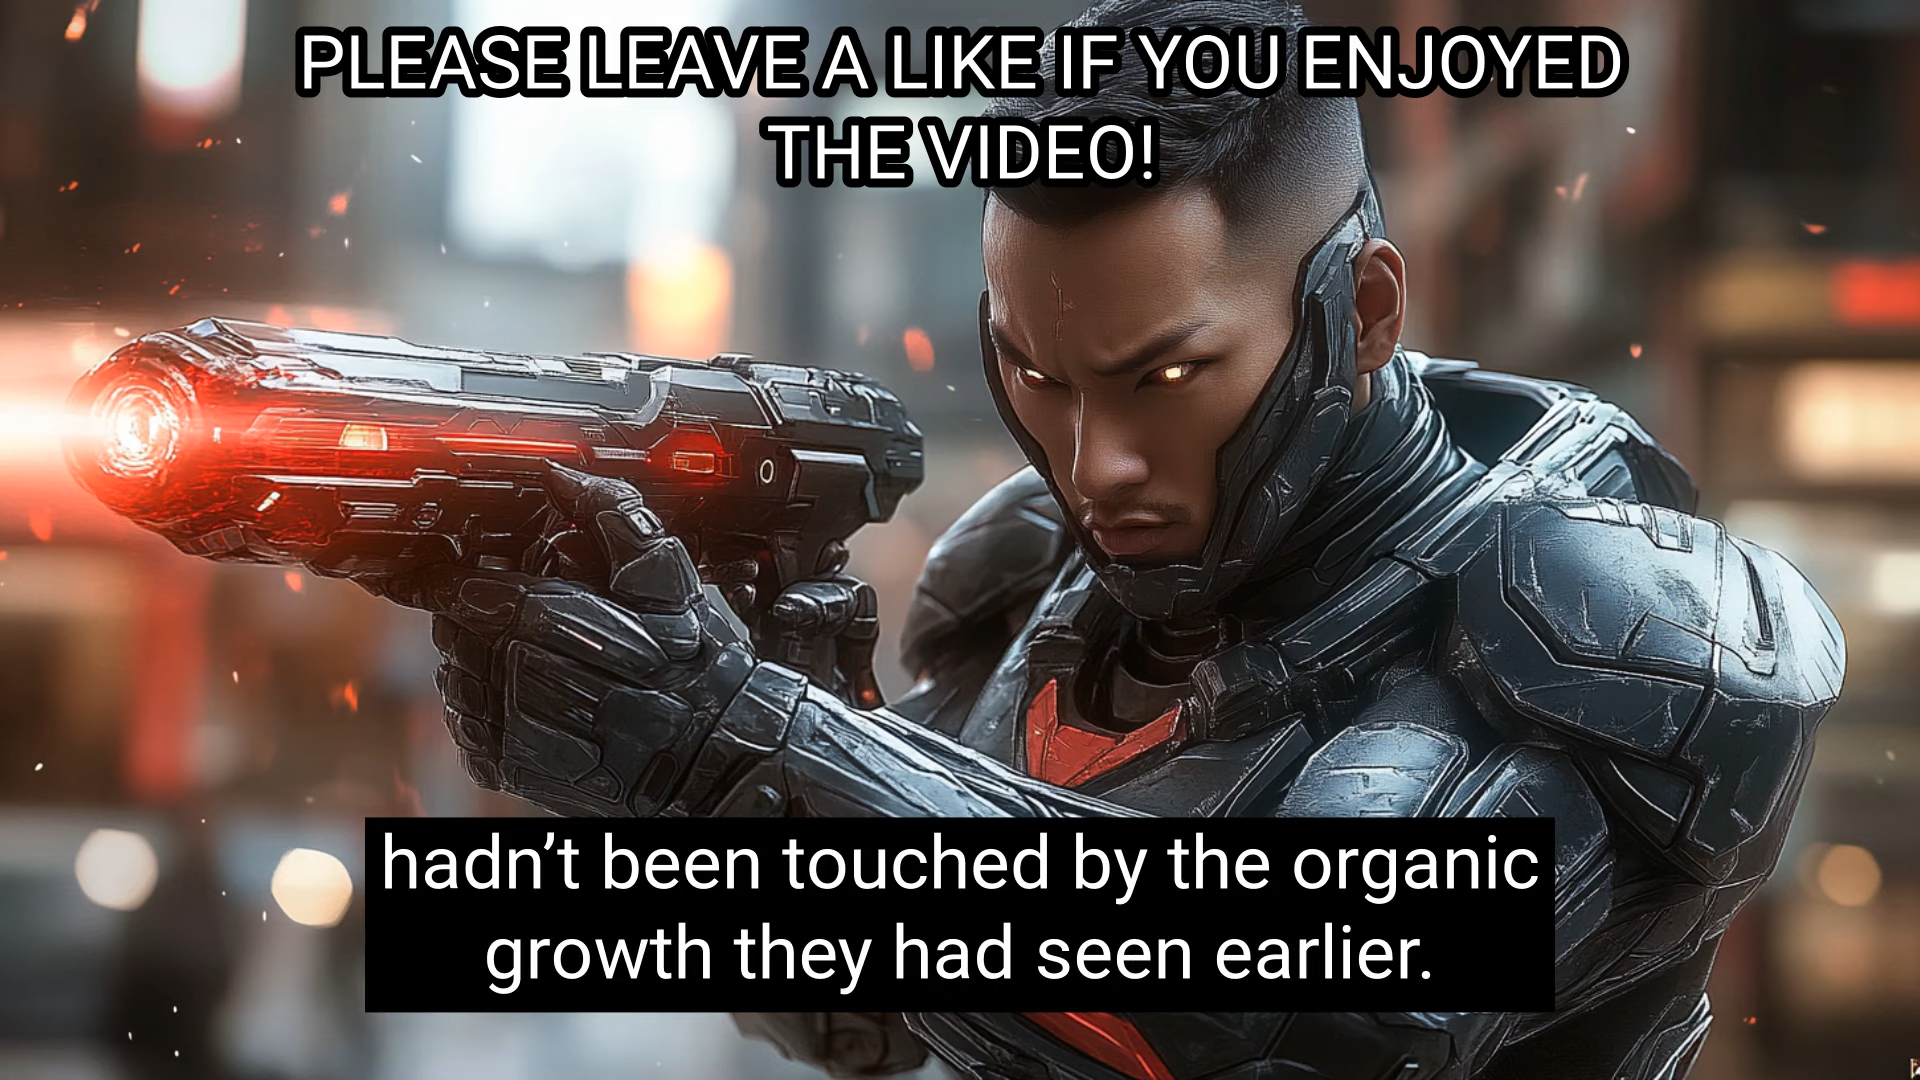 PLEASE LEAVE A LIKE IF YOU ENJOYED
THE VIDEO!
hadn’t been touched by the organic
growth they had seen earlier.